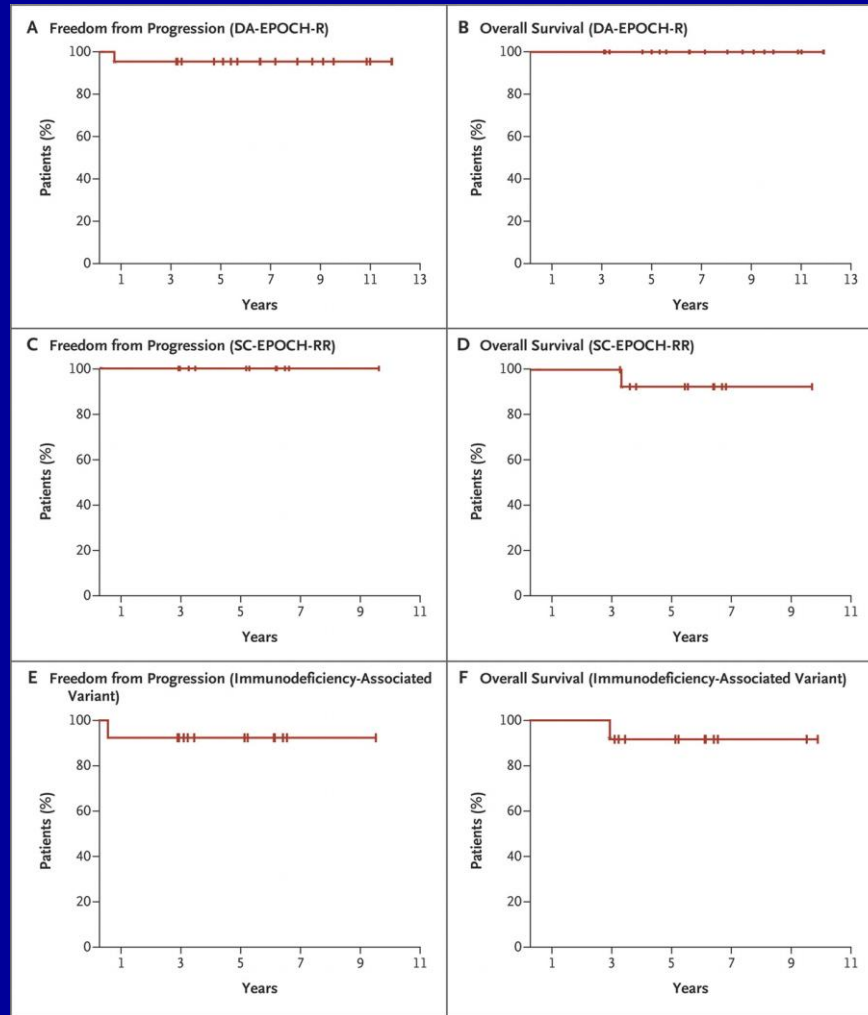 A Freedom from Progression (DA-EPOCH-R)
100
80
60
40
20
0
Patients (%)
1 3 5 7 9 11 13
Years
B Overall Survival (DA-EPOCH-R)
100
80
60
40
20
0
Patients (%)
1 3 5 7 9 11 13
Years
C Freedom from Progression (SC-EPOCH-RR)
100
80
60
40
20
0
Patients (%)
1 3 5 7 9 11
Years
D Overall Survival (SC-EPOCH-RR)
100
80
60
40
20
0
Patients (%)
1 3 5 7 9 11
Years
E Freedom from Progression (Immunodeficiency-Associated
Variant)
100
80
60
40
20
0
Patients (%)
1 3 5 7 9 11
Years
F Overall Survival (Immunodeficiency-Associated Variant)
100
80
60
40
20
0
Patients (%)
1 3 5 7 9 11
Years